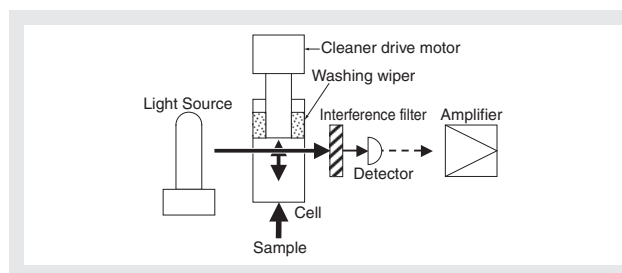 Cleaner drive motor
Washing wiper
Light Source
Interference filter
Amplifier
Detector
Cell
Sample